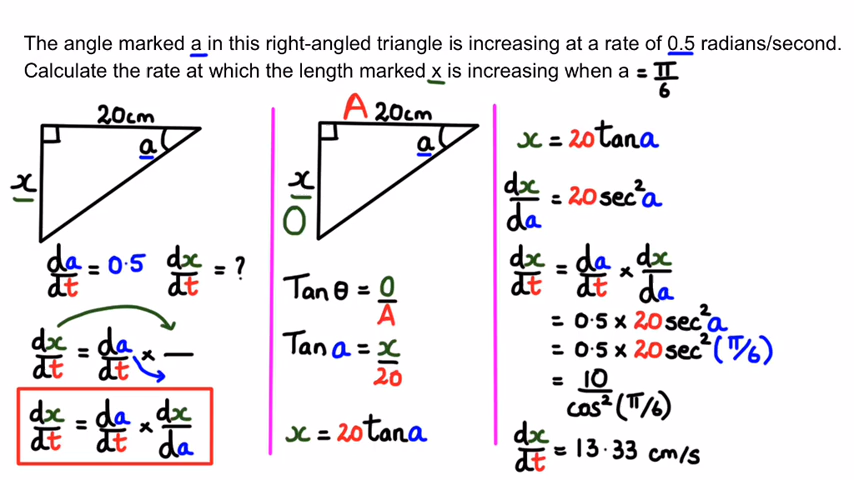 The angle marked a in this right-angled triangle is increasing at a rate of 0.5 radians/second.
Calculate the rate at which the length marked x is increasing when a = π/6
20cm
a
x
da/dt = 0.5 dx/dt = ?
dx/dt = da/dt × —
dx/dt = da/dt × dx/da
A 20cm
a
x
O
Tan θ = O/A
Tan a = x/20
x = 20tana
x = 20tana
dx/da = 20sec²a
dx/dt = da/dt × dx/da
= 0.5 × 20sec²a
= 0.5 × 20sec²(π/6)
= 10/cos²(π/6)
dx/dt = 13.33 cm/s